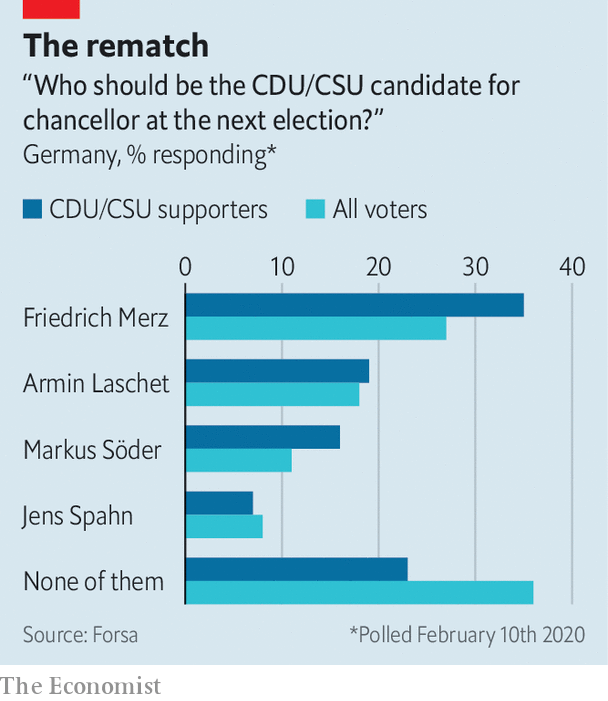 The rematch
“Who should be the CDU/CSU candidate for
chancellor at the next election?”
Germany, % responding*
CDU/CSU supporters All voters
0 10 20 30 40
Friedrich Merz
Armin Laschet
Markus Söder
Jens Spahn
None of them
Source: Forsa *Polled February 10th 2020
The Economist